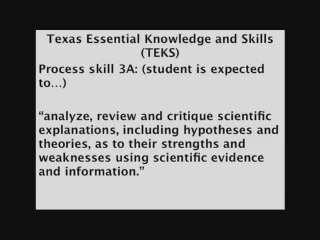 Texas Essential Knowledge and Skills
(TEKS)
Process skill 3A: (student is expected
to...)
“analyze, review and critique scientific
explanations, including hypotheses and
theories, as to their strengths and
weaknesses using scientific evidence
and information.”